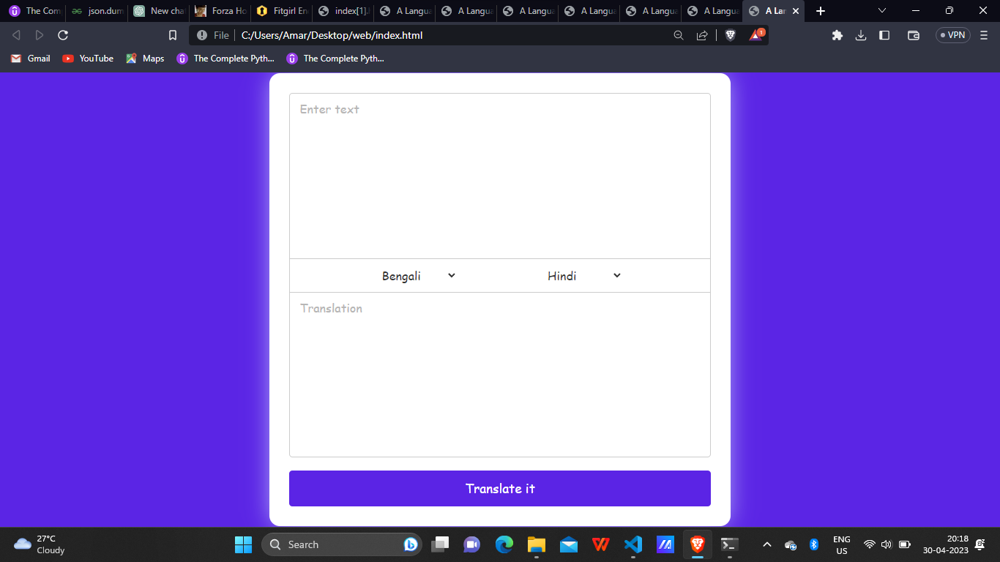 The Com
json.dum
New cha
Forza Ho
Fitgirl En
index[1].
A Langua
A Langua
A Langua
A Langua
A Langua
A Langua
A Lar
File
C:/Users/Amar/Desktop/web/index.html
1
VPN
Gmail
YouTube
Maps
The Complete Pyth...
The Complete Pyth...
Enter text
Bengali
Hindi
Translation
Translate it
27°C
Cloudy
Search
ENG
US
20:18
30-04-2023